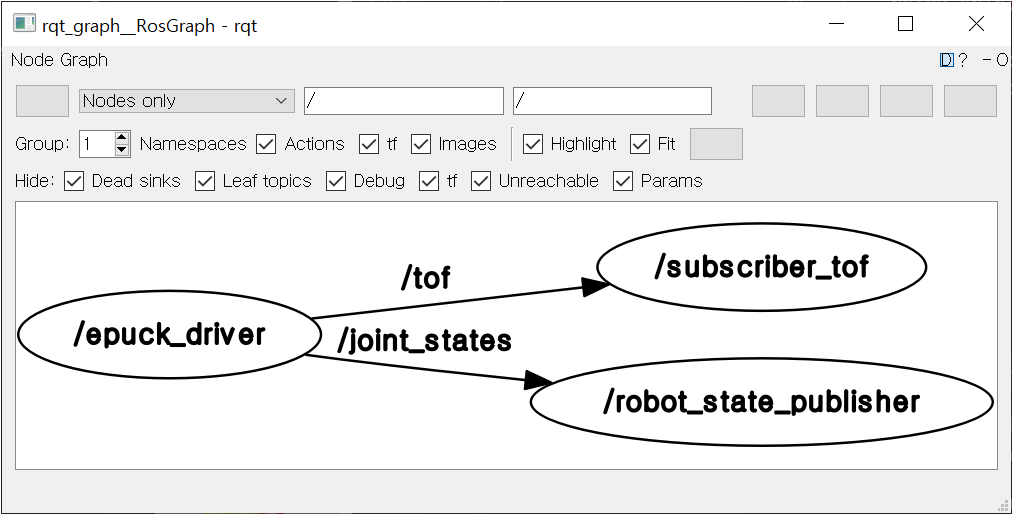 rqt_graph__RosGraph - rqt
Node Graph
D ? - O
Nodes only / /
Group: 1 Namespaces Actions tf Images Highlight Fit
Hide: Dead sinks Leaf topics Debug tf Unreachable Params
/tof
/subscriber_tof
/epuck_driver
/joint_states
/robot_state_publisher